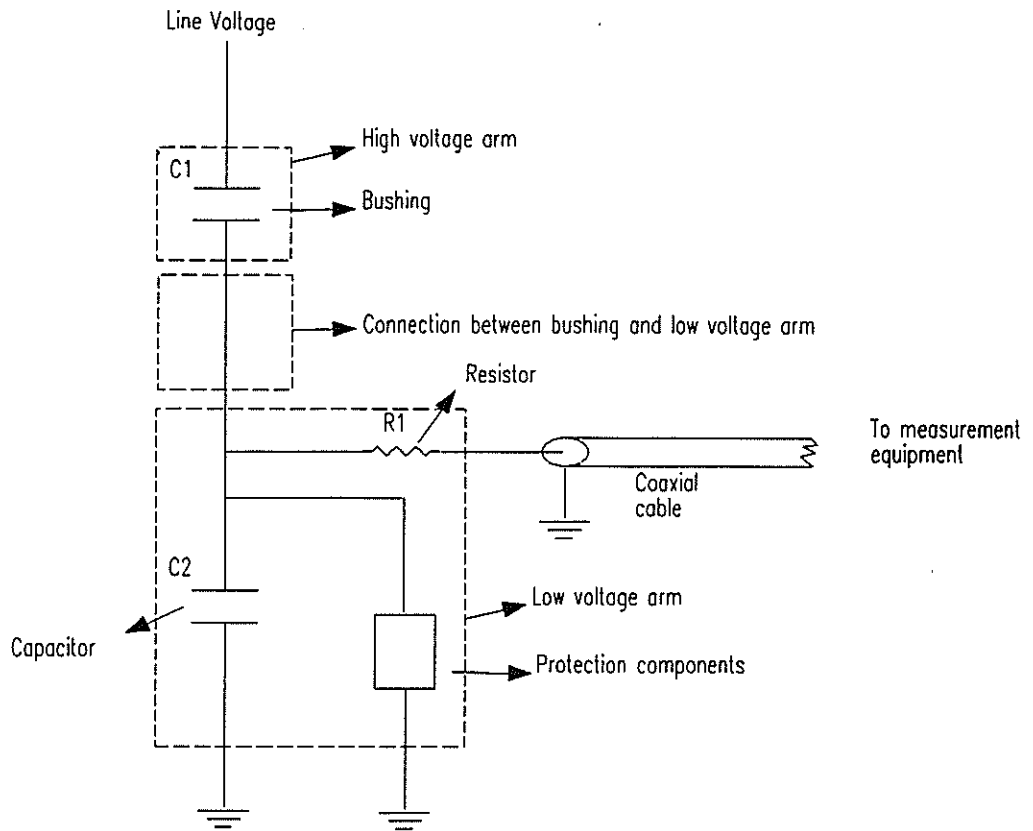 Line Voltage
High voltage arm
C1
Bushing
Connection between bushing and low voltage arm
Resistor
R1
To measurement
equipment
Coaxial
cable
C2
Low voltage arm
Capacitor
Protection components